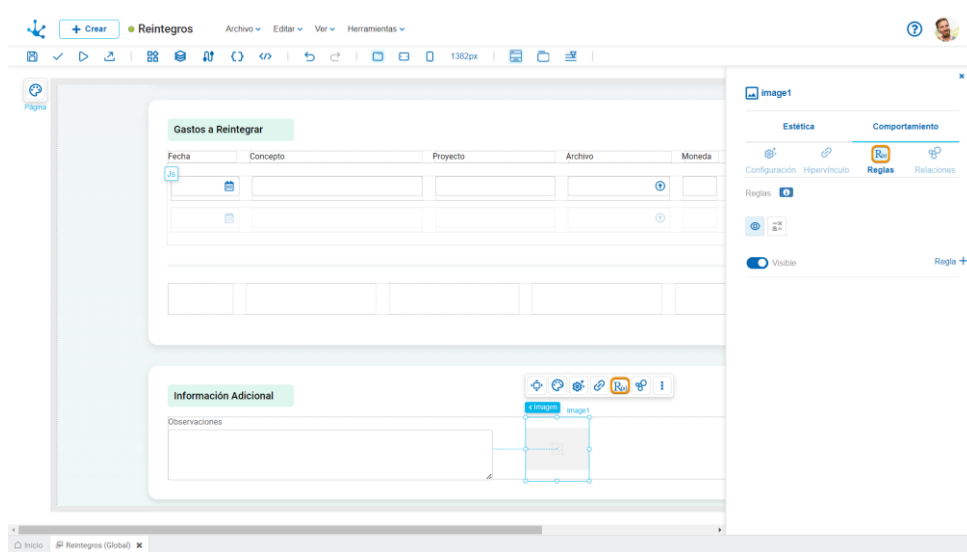 + Crear
Reintegros
Archivo
Editar
Ver
Herramientas
1382px
Página
Gastos a Reintegrar
Fecha
Concepto
Proyecto
Archivo
Moneda
Js
Información Adicional
Observaciones
Imagen
image1
image1
Estética
Comportamiento
Configuración
Hipervínculo
Reglas
Relaciones
Reglas
Visible
Regla +
Inicio
Reintegros (Global)